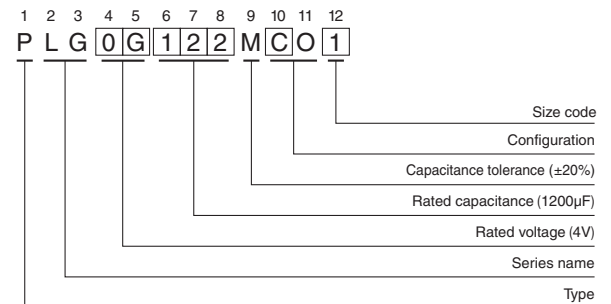 1 2 3 4 5 6 7 8 9 10 11 12
P L G 0 G 1 2 2 M C O 1
Size code
Configuration
Capacitance tolerance (±20%)
Rated capacitance (1200µF)
Rated voltage (4V)
Series name
Type